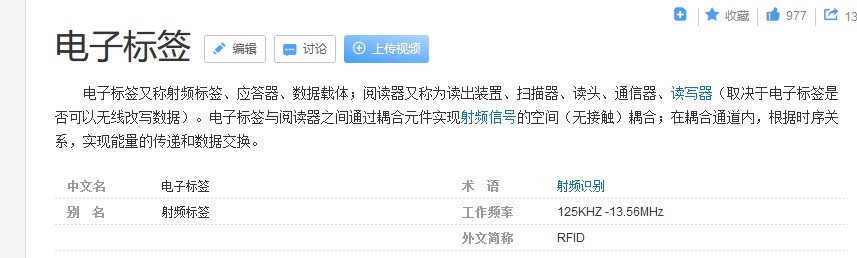 收藏 977 13
电子标签 编辑 讨论 上传视频
电子标签又称射频标签、应答器、数据载体；阅读器又称为读出装置、扫描器、读头、通信器、读写器（取决于电子标签是
否可以无线改写数据）。电子标签与阅读器之间通过耦合元件实现射频信号的空间（无接触）耦合；在耦合通道内，根据时序关
系，实现能量的传递和数据交换。
中文名 电子标签 术 语 射频识别
别 名 射频标签 工作频率 125KHZ -13.56MHz
外文简称 RFID